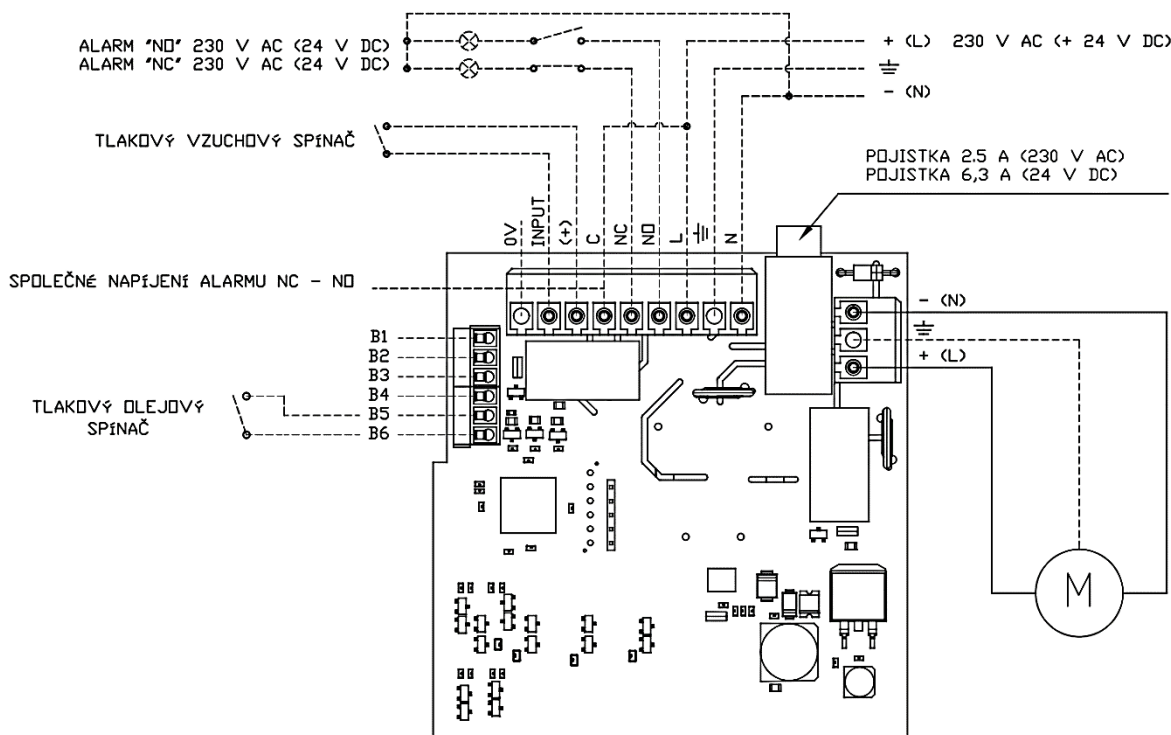 ALARM "NO" 230 V AC (24 V DC)
ALARM "NC" 230 V AC (24 V DC)
+ (L) 230 V AC (+ 24 V DC)
- (N)
TLAKOVÝ VZUCHOVÝ SPÍNAČ
POJISTKA 2.5 A (230 V AC)
POJISTKA 6,3 A (24 V DC)
0V
INPUT
(+)
C
NC
NO
L
N
SPOLEČNÉ NAPÍJENÍ ALARMU NC - NO
- (N)
+ (L)
B1
B2
B3
B4
B5
B6
TLAKOVÝ OLEJOVÝ
SPÍNAČ
M